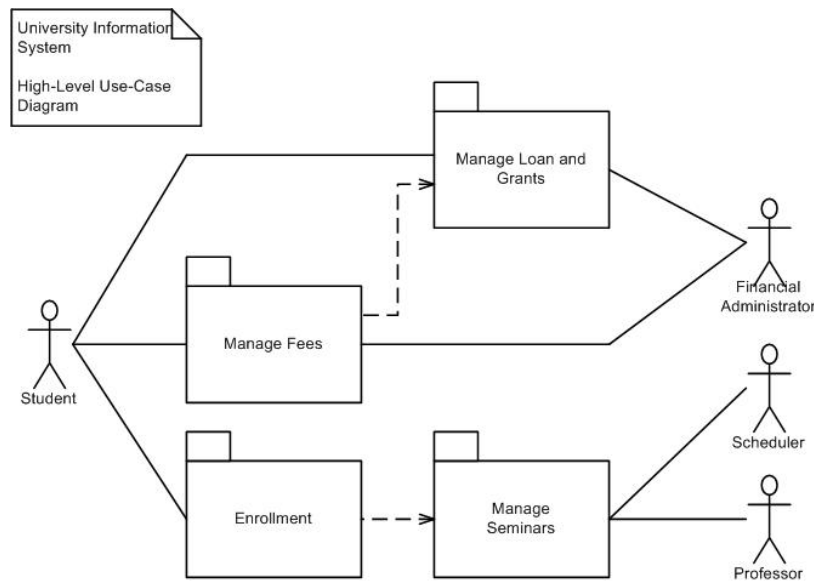 University Information
System
High-Level Use-Case
Diagram
Manage Loan and
Grants
Financial
Administrator
Manage Fees
Student
Scheduler
Enrollment
Manage
Seminars
Professor